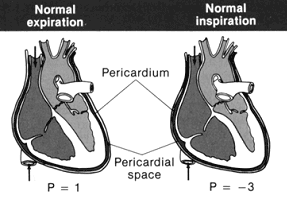 Normal
expiration
Normal
inspiration
Pericardium
Pericardial
space
P = 1
P = −3